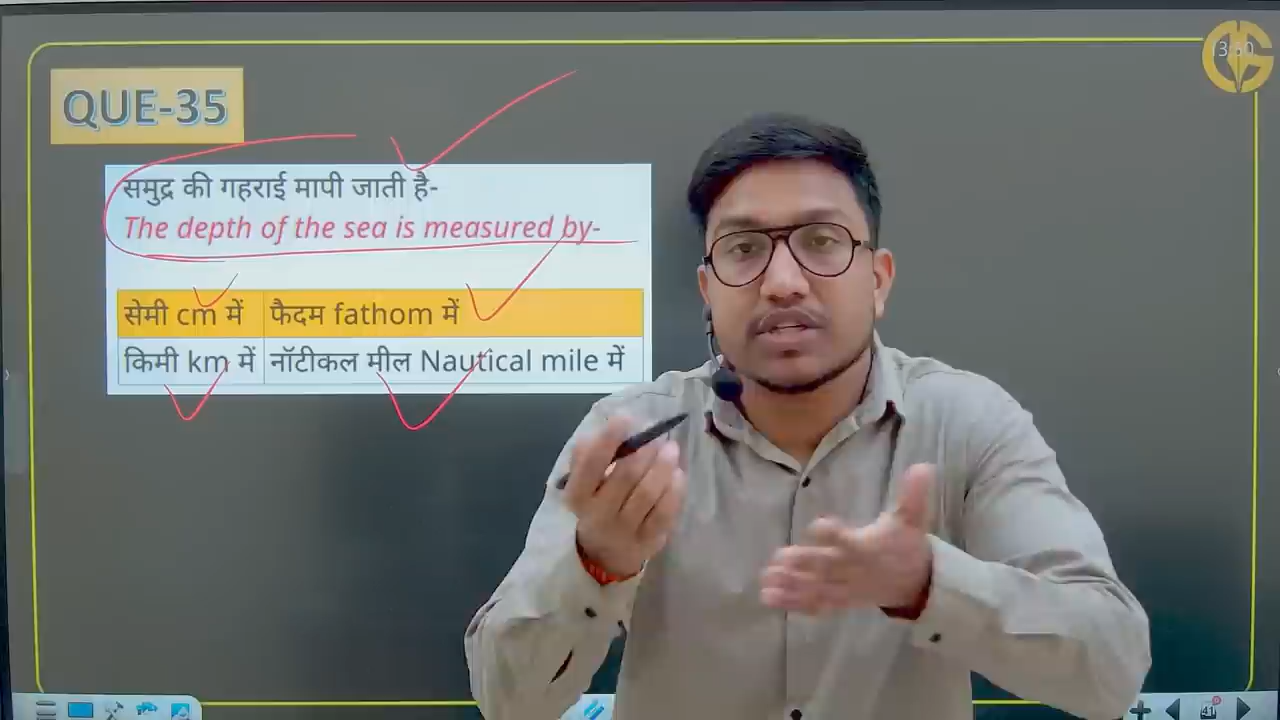 QUE-35
समुद्र की गहराई मापी जाती है-
The depth of the sea is measured by-
सेमी cm में फैदम fathom में
किमी km में नॉटीकल मील Nautical mile में
41